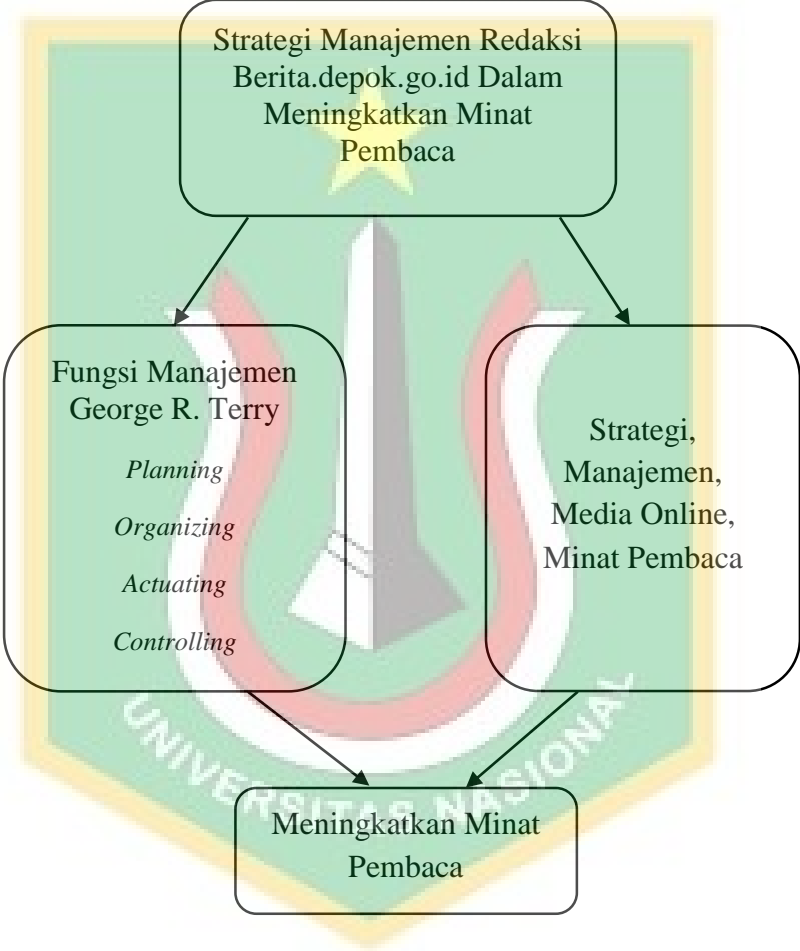 Strategi Manajemen Redaksi
Berita.depok.go.id Dalam
Meningkatkan Minat
Pembaca
Fungsi Manajemen
George R. Terry
Planning
Organizing
Actuating
Controlling
Strategi,
Manajemen,
Media Online,
Minat Pembaca
UNIVERSITAS NASIONAL
Meningkatkan Minat
Pembaca